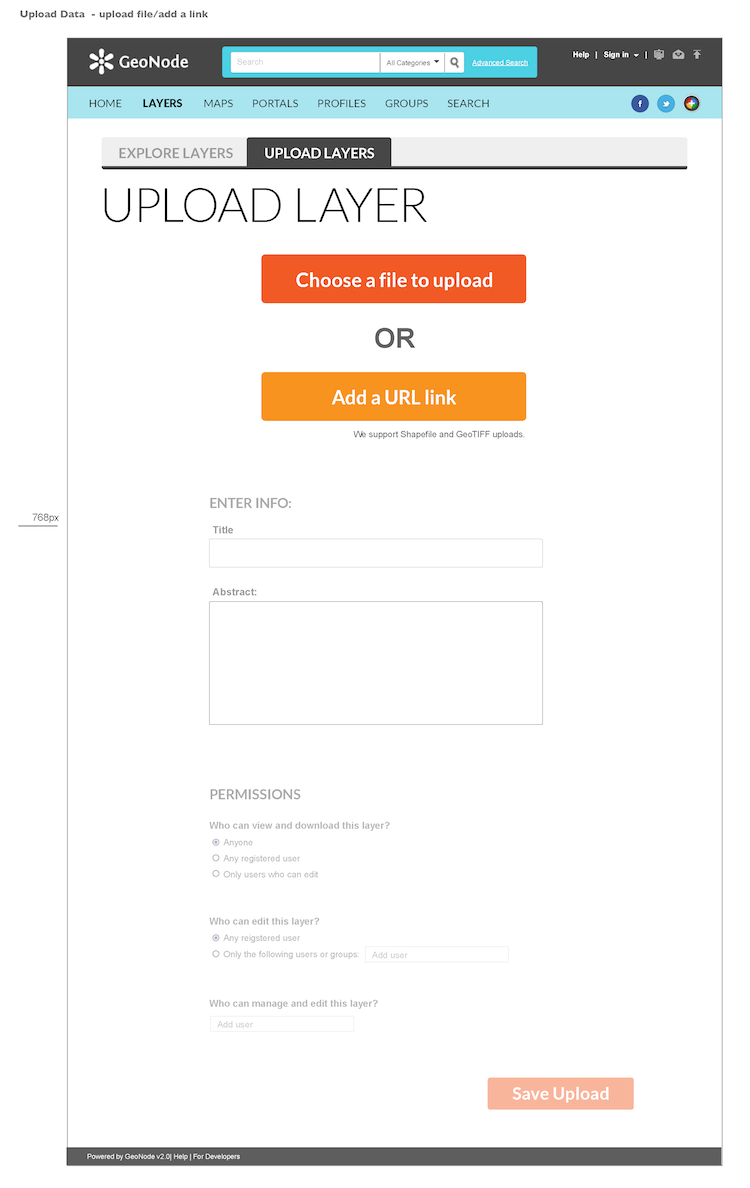 Upload Data - upload file/add a link
GeoNode
Search
All Categories
Advanced Search
Help | Sign in |
HOME LAYERS MAPS PORTALS PROFILES GROUPS SEARCH
f
EXPLORE LAYERS UPLOAD LAYERS
UPLOAD LAYER
Choose a file to upload
OR
Add a URL link
We support Shapefile and GeoTIFF uploads.
ENTER INFO:
768px
Title
Abstract:
PERMISSIONS
Who can view and download this layer?
Anyone
Any registered user
Only users who can edit
Who can edit this layer?
Any reigstered user
Only the following users or groups: Add user
Who can manage and edit this layer?
Add user
Save Upload
Powered by GeoNode v2.0| Help | For Developers